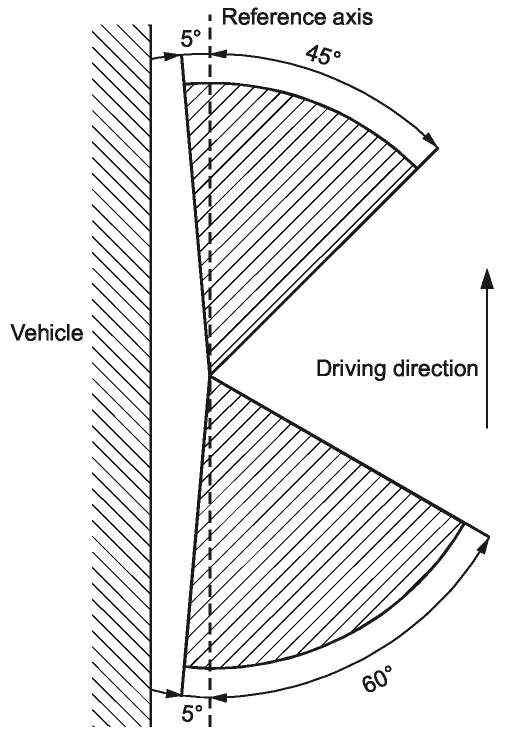 Reference axis
5°
45°
Vehicle
Driving direction
60°
5°